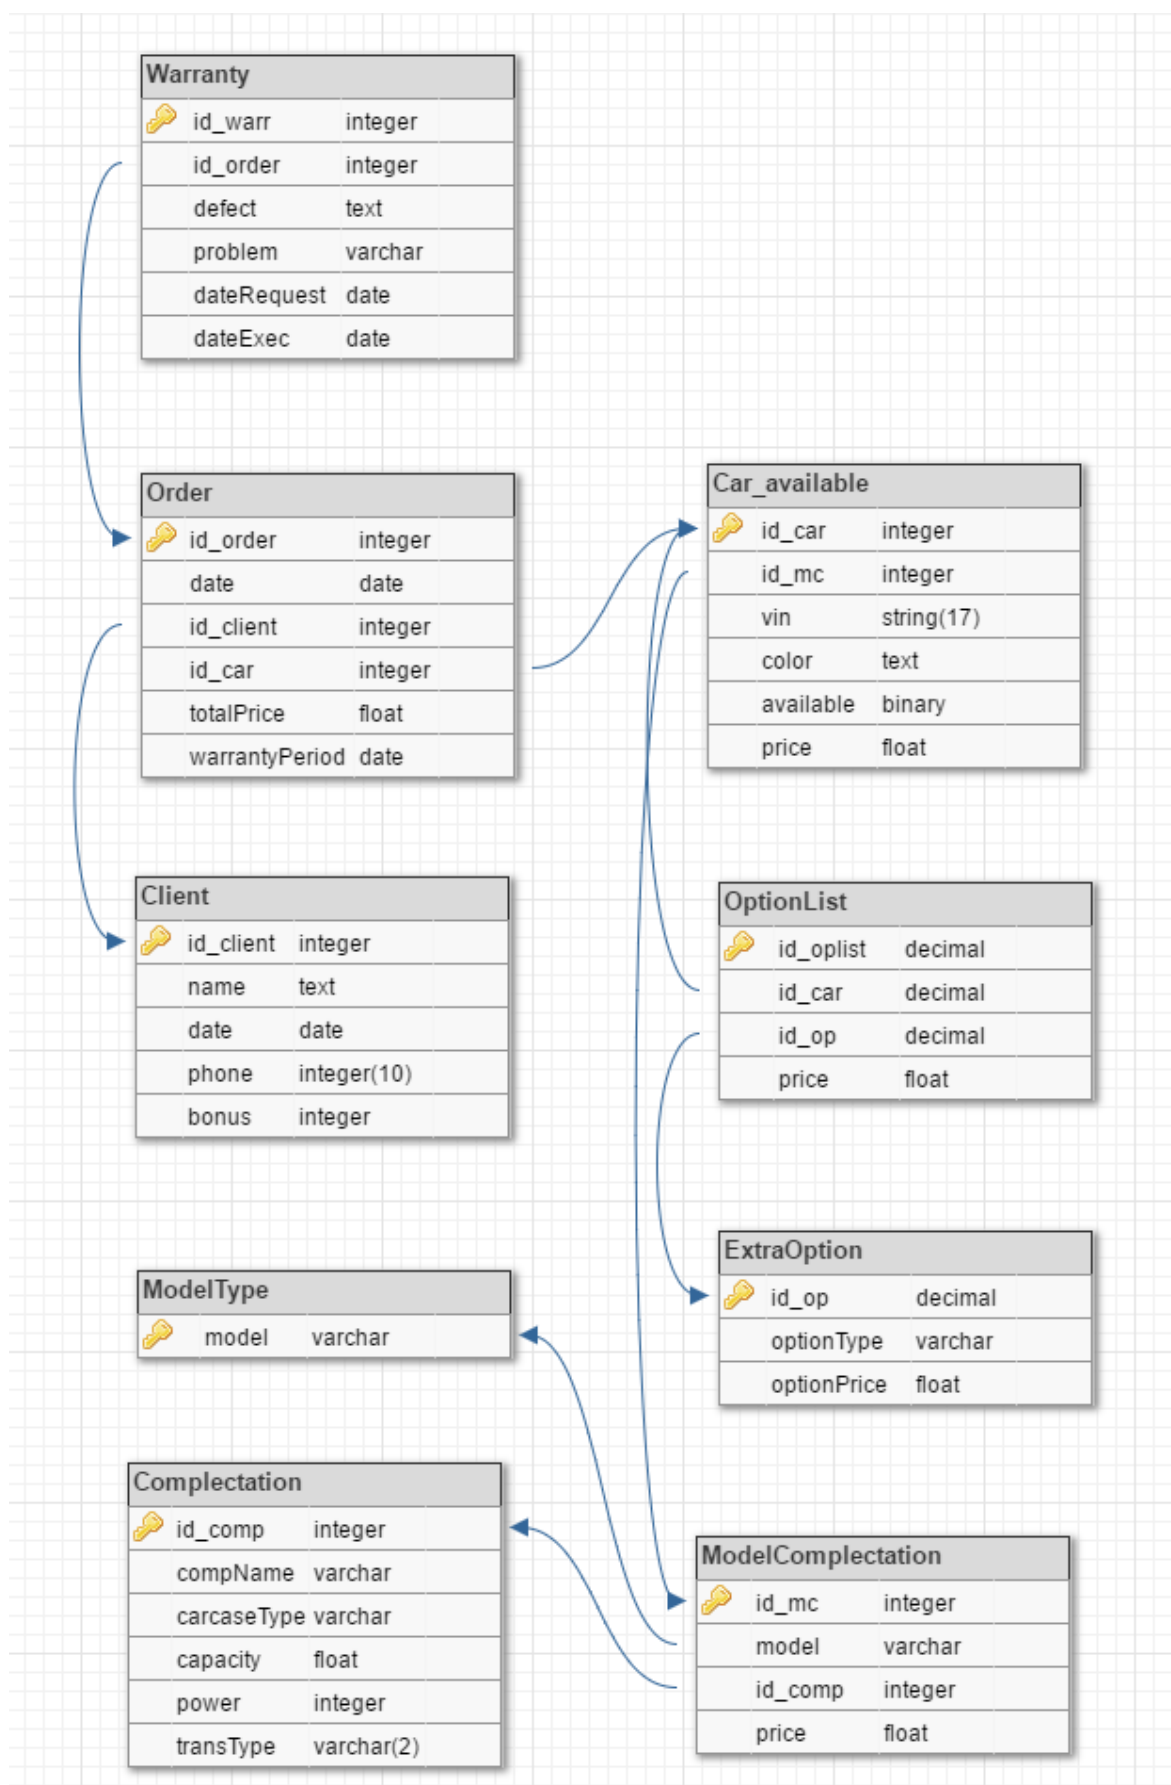 Warranty
id_warr integer
id_order integer
defect text
problem varchar
dateRequest date
dateExec date
Order
id_order integer
date date
id_client integer
id_car integer
totalPrice float
warrantyPeriod date
Car_available
id_car integer
id_mc integer
vin string(17)
color text
available binary
price float
Client
id_client integer
name text
date date
phone integer(10)
bonus integer
OptionList
id_oplist decimal
id_car decimal
id_op decimal
price float
ExtraOption
id_op decimal
optionType varchar
optionPrice float
ModelType
model varchar
Complectation
id_comp integer
compName varchar
carcaseType varchar
capacity float
power integer
transType varchar(2)
ModelComplectation
id_mc integer
model varchar
id_comp integer
price float